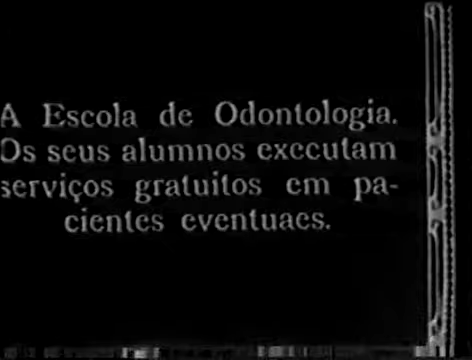 A Escola de Odontologia.
Os seus alumnos executam
serviços gratuitos em pa-
cientes eventuaes.